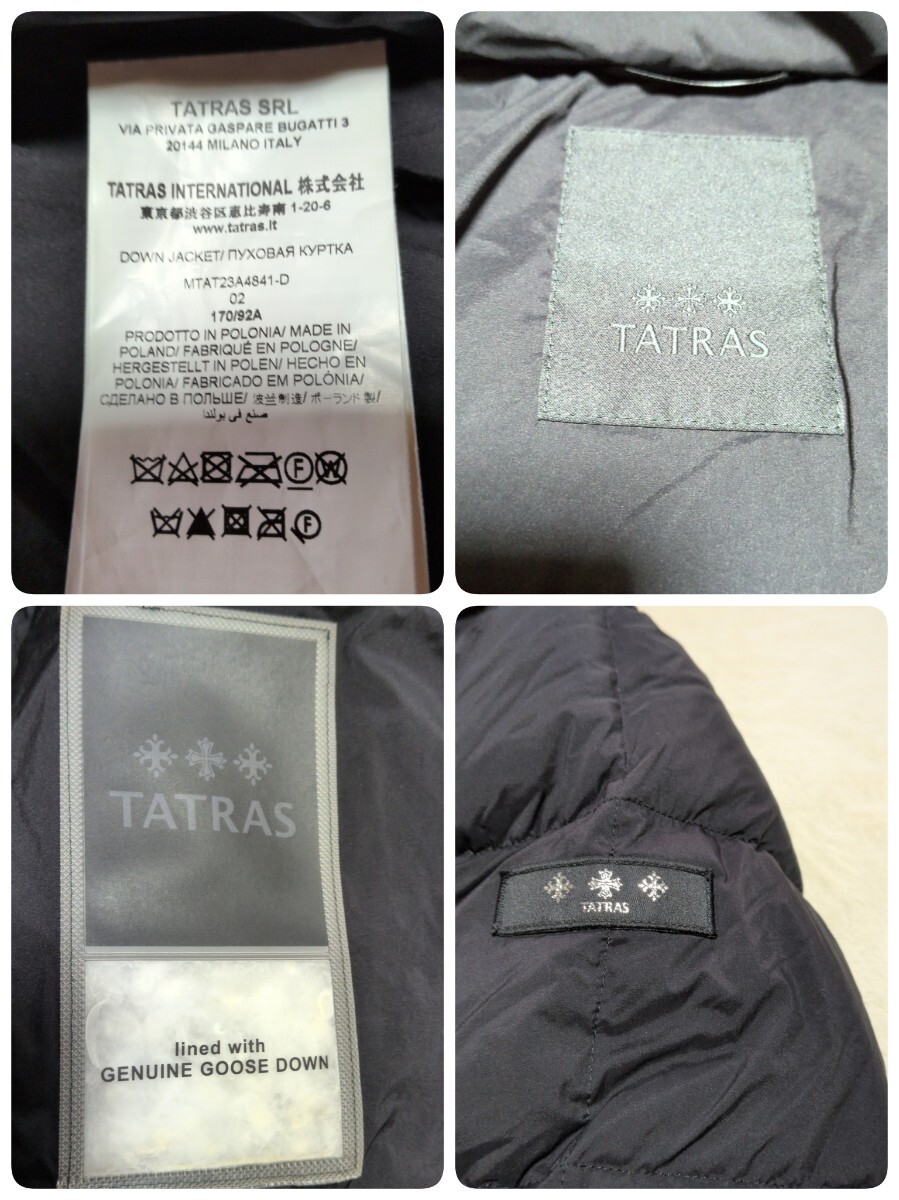 TATRAS SRL
VIA PRIVATA GASPARE BUGATTI 3
20144 MILANO ITALY
TATRAS INTERNATIONAL 株式会社
東京都渋谷区恵比寿南 1-20-6
www.tatras.it
DOWN JACKET/ ПУХОВАЯ КУРТКА
MTAT23A4841-D
02
170/92A
PRODOTTO IN POLONIA/ MADE IN
POLAND/ FABRIQUÉ EN POLOGNE/
HERGESTELLT IN POLEN/ HECHO EN
POLONIA/ FABRICADO EM POLÓNIA/
СДЕЛАНО В ПОЛЬШЕ/ 波兰制造/ ポーランド 製/
صنع في بولندا
F W
F
TATRAS
TATRAS
lined with
GENUINE GOOSE DOWN
TATRAS